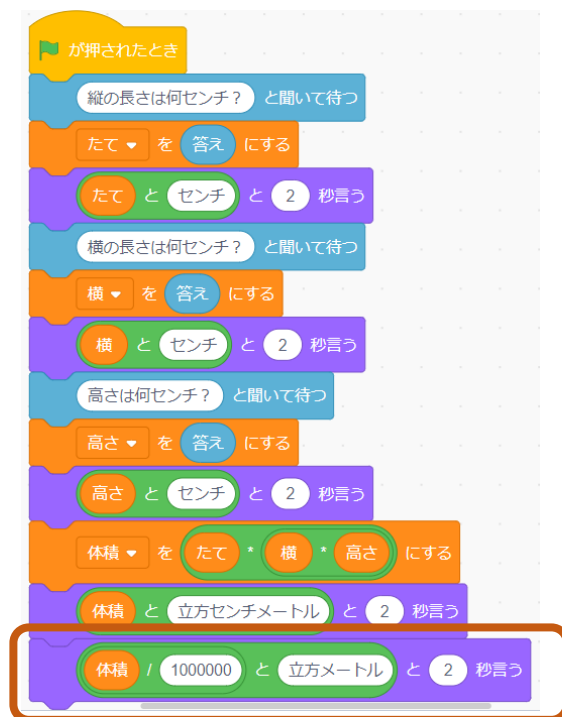 が押されたとき
縦の長さは何センチ? と聞いて待つ
たて を 答え にする
たて と センチ と 2 秒言う
横の長さは何センチ? と聞いて待つ
横 を 答え にする
横 と センチ と 2 秒言う
高さは何センチ? と聞いて待つ
高さ を 答え にする
高さ と センチ と 2 秒言う
体積 を たて * 横 * 高さ にする
体積 と 立方センチメートル と 2 秒言う
体積 / 1000000 と 立方メートル と 2 秒言う